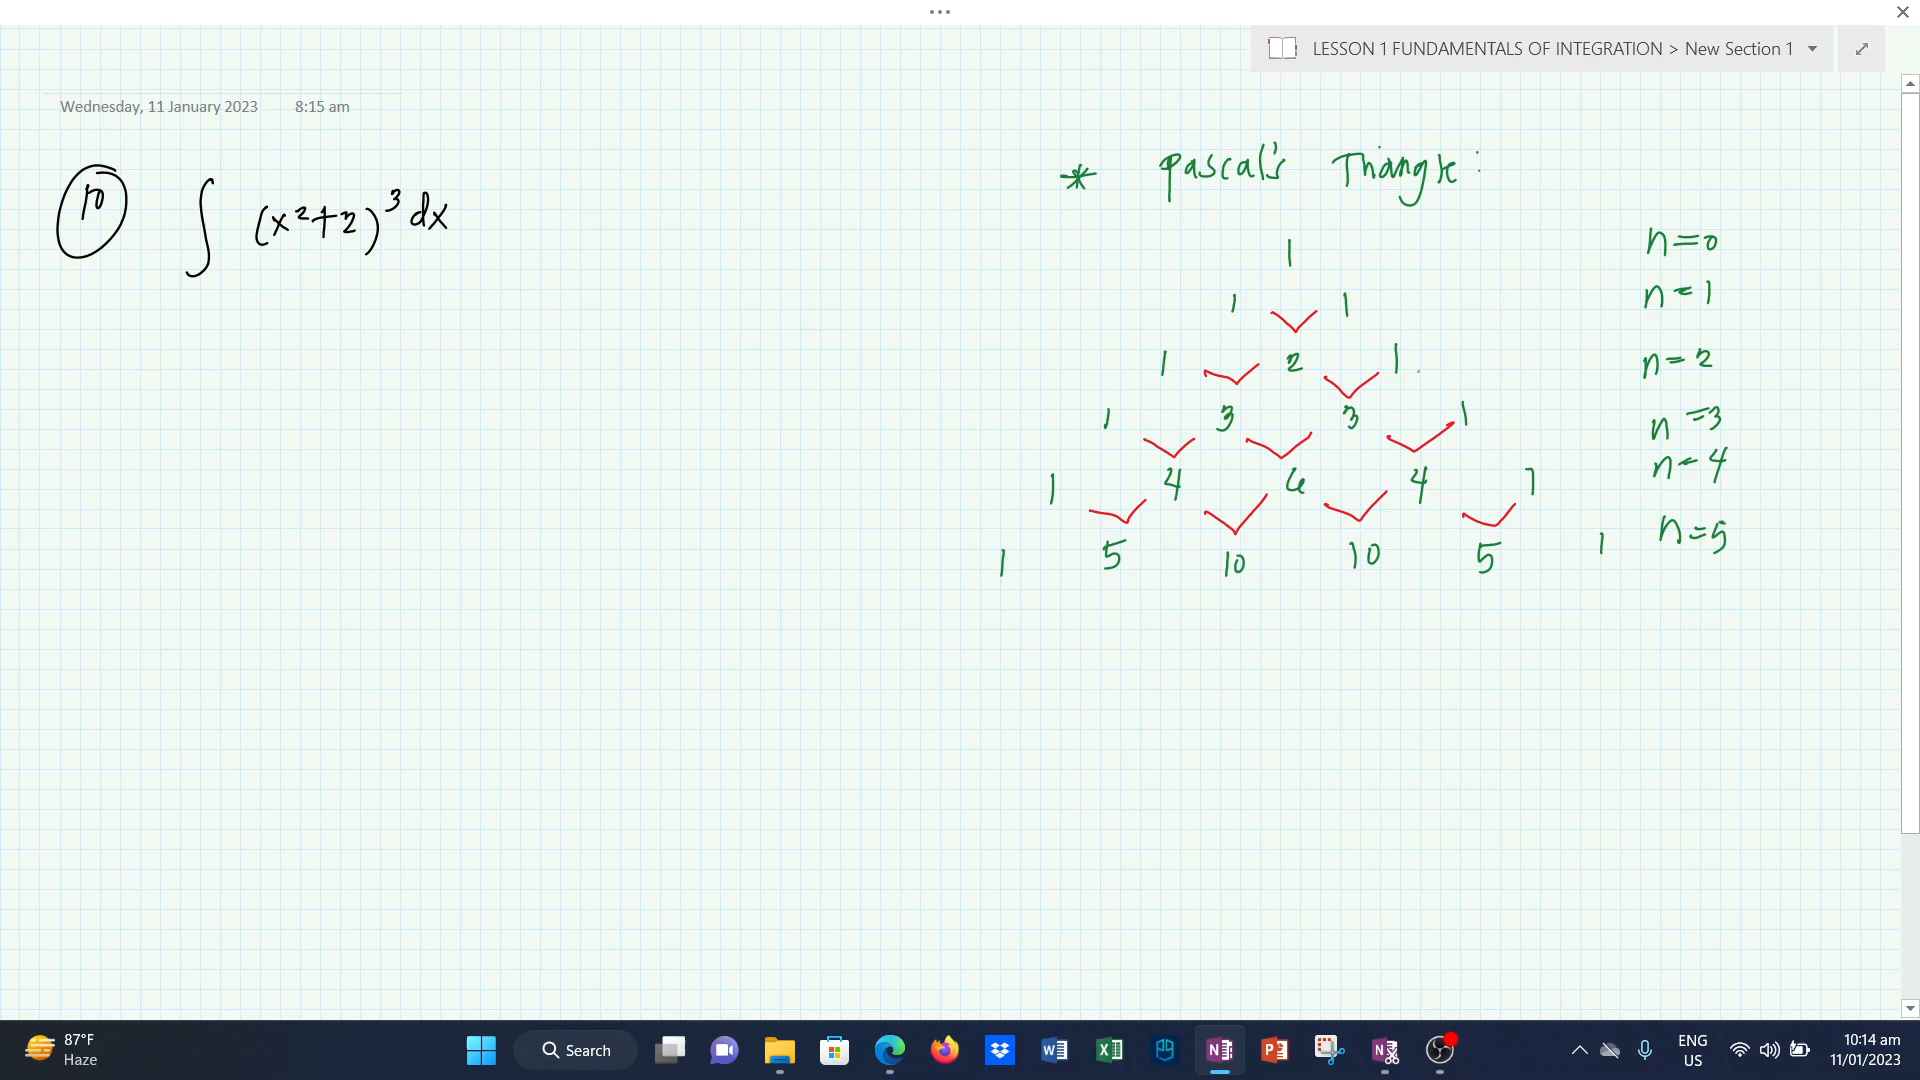 LESSON 1 FUNDAMENTALS OF INTEGRATION > New Section 1
Wednesday, 11 January 2023 8:15 am
10 ∫ (x²+2)³ dx
* Pascal's Triangle:
1 n=0
1 1 n=1
1 2 1 n=2
1 3 3 1 n=3
1 4 6 4 1 n=4
1 5 10 10 5 1 n=5
87°F
Haze
Search
ENG
US
10:14 am
11/01/2023